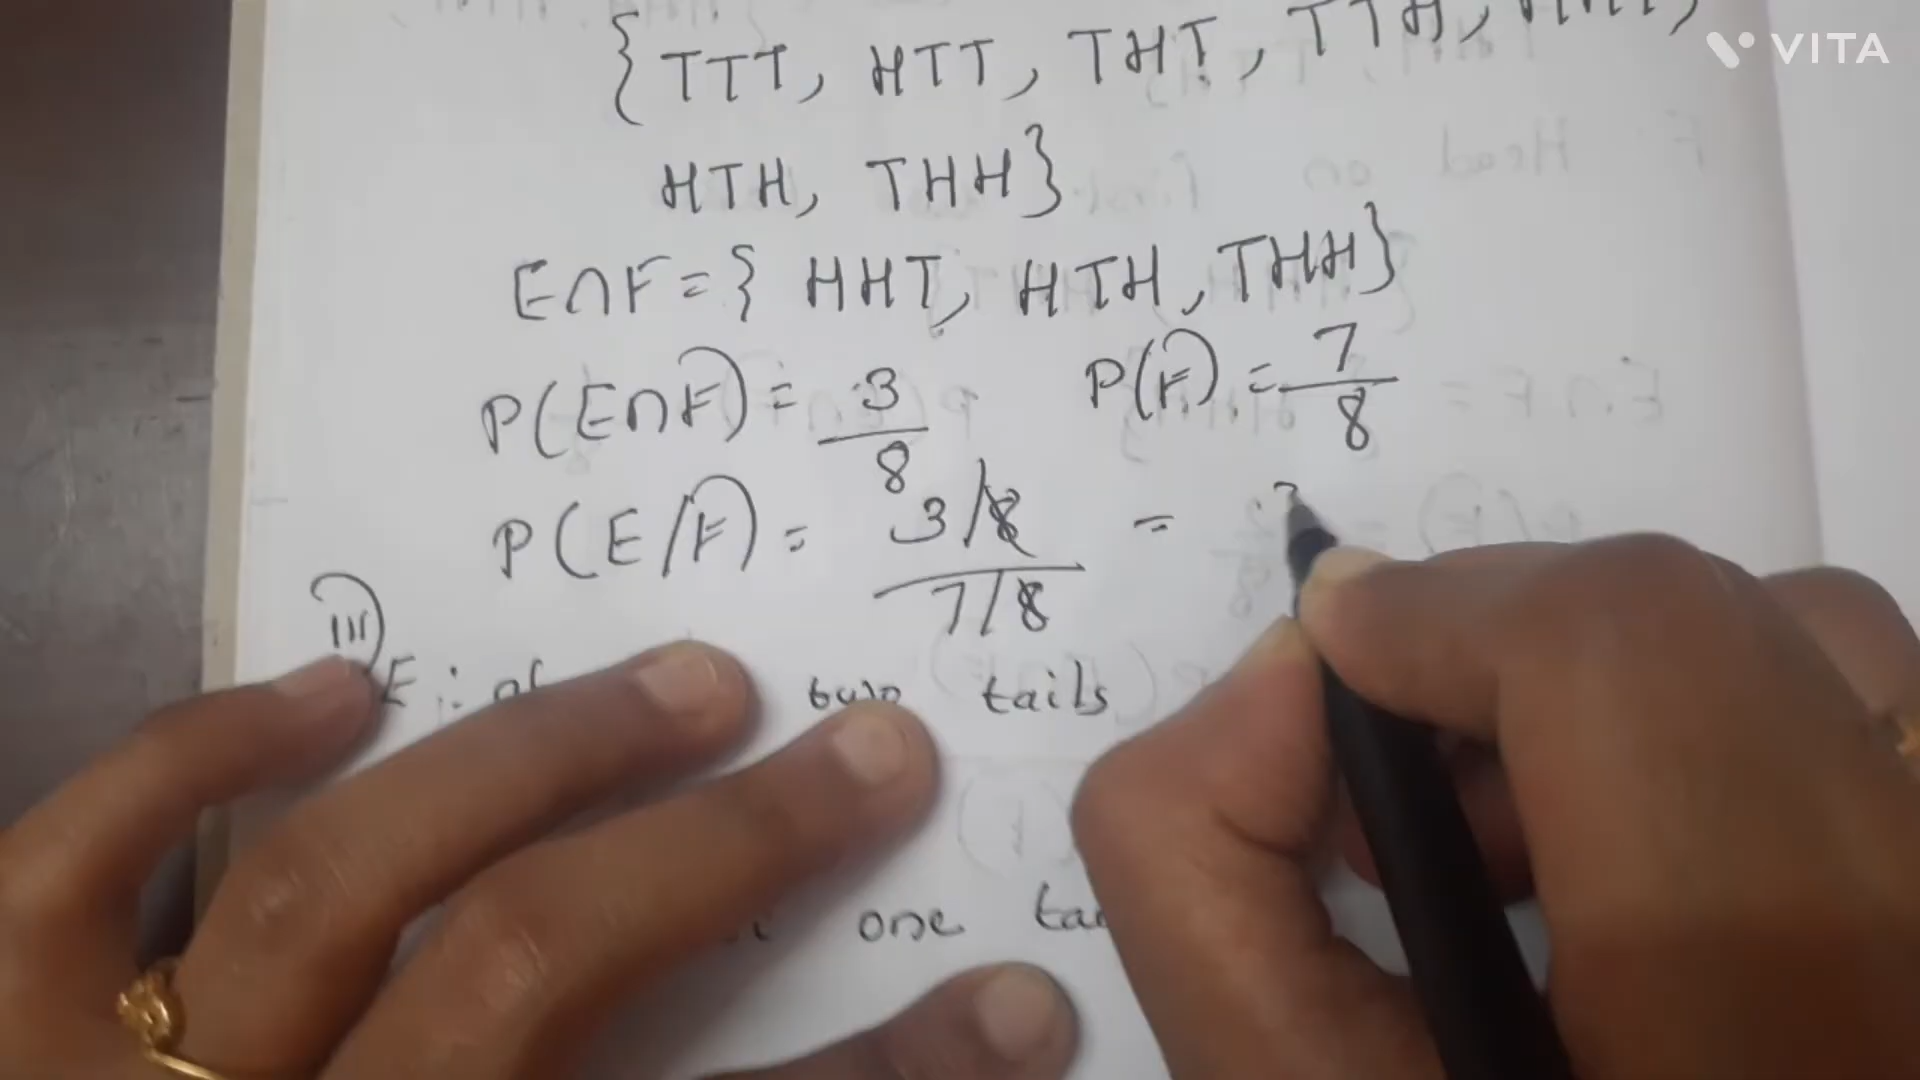 {TTT, HTT, THT, TTH, HHT,
VITA
HTH, THH}
E∩F = { HHT, HTH, THH}
P(E∩F) = 3/8 P(F) = 7/8
P(E/F) = 3/8 / 7/8 =
III) E : two tails
one